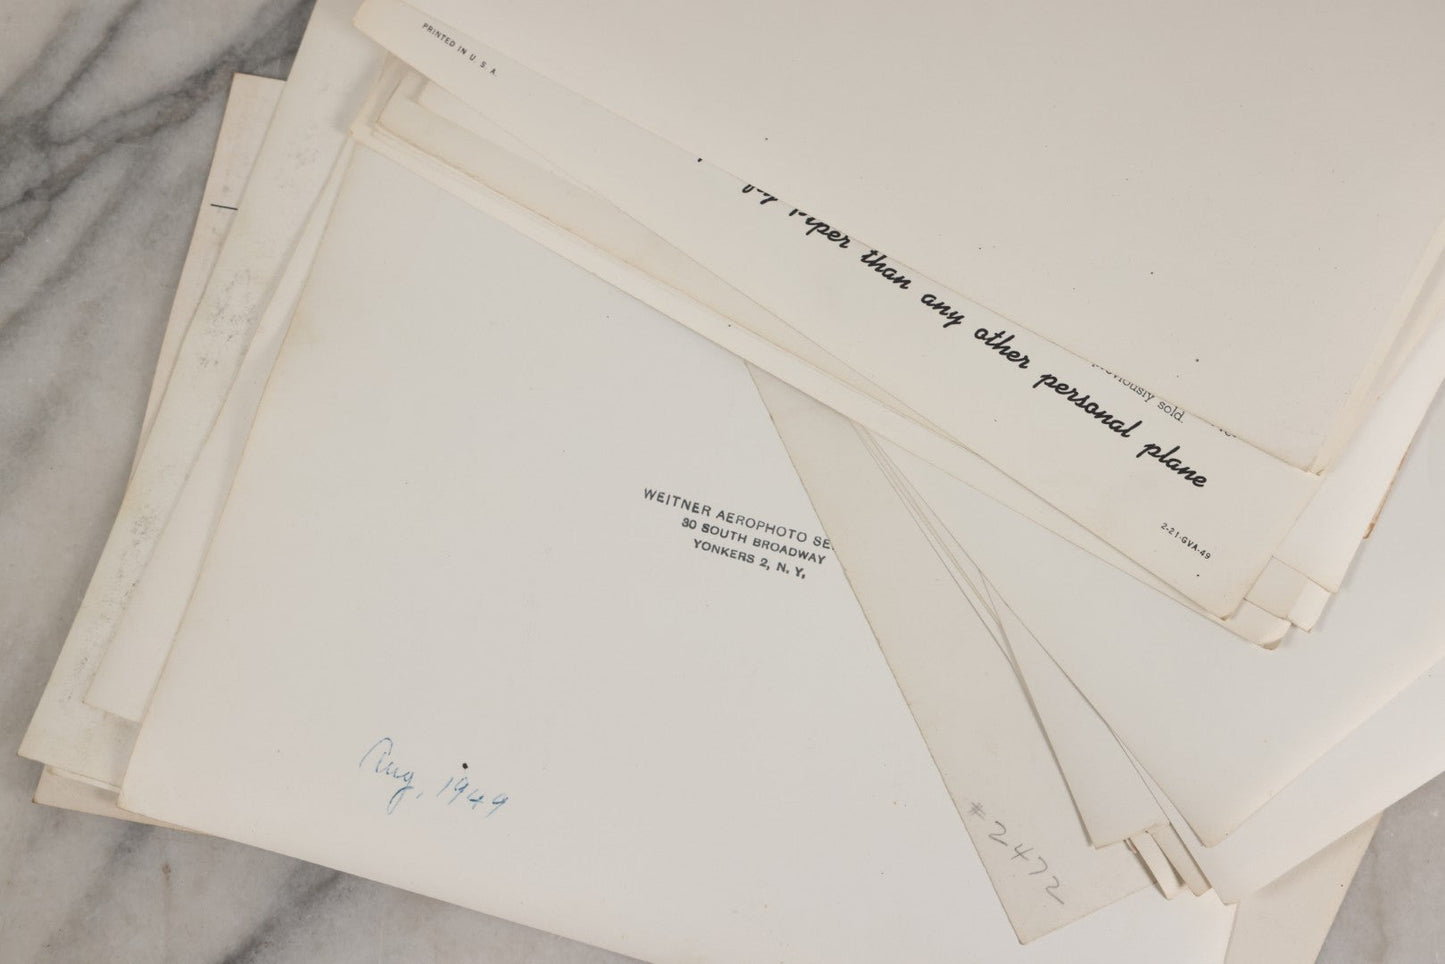 PRINTED IN U. S. A.
Piper than any other personal plane
previously sold.
2-21-GVA-49
WEITNER AEROPHOTO
30 SOUTH BROADWAY
YONKERS 2, N. Y,
Aug, 1949
#2472